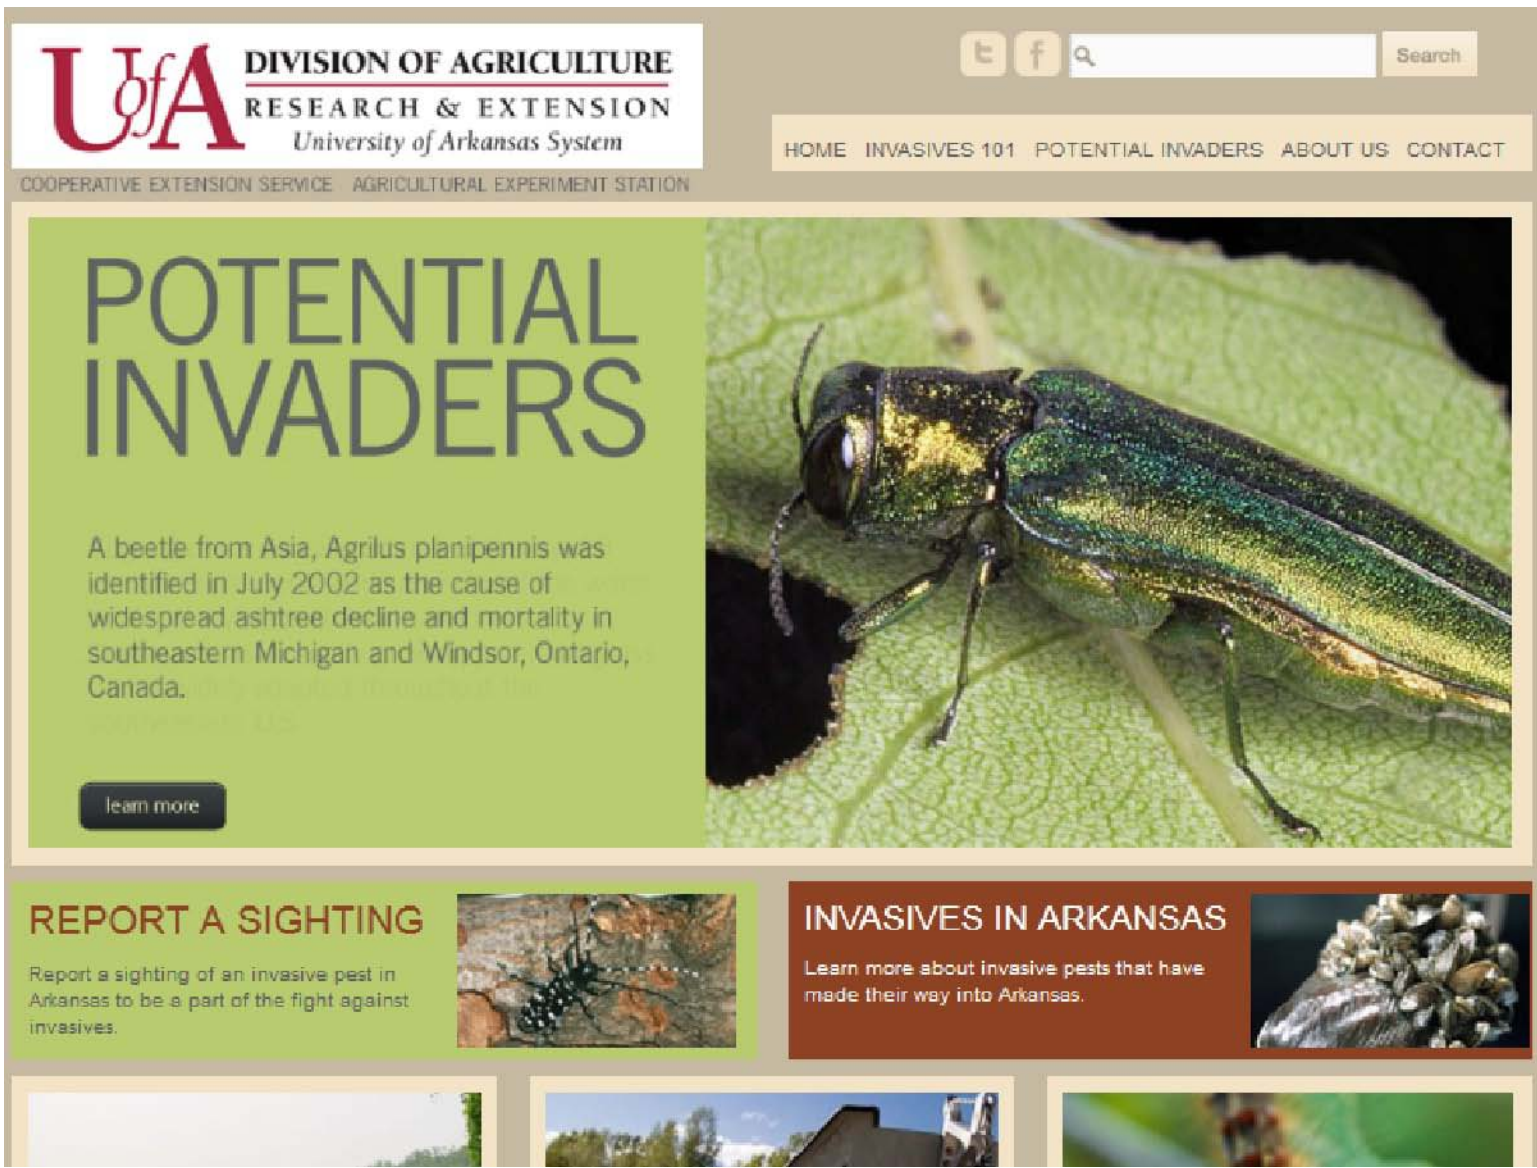 UofA
DIVISION OF AGRICULTURE
RESEARCH & EXTENSION
University of Arkansas System
COOPERATIVE EXTENSION SERVICE AGRICULTURAL EXPERIMENT STATION
t f Search
HOME INVASIVES 101 POTENTIAL INVADERS ABOUT US CONTACT
POTENTIAL
INVADERS
A beetle from Asia, Agrilus planipennis was
identified in July 2002 as the cause of
widespread ashtree decline and mortality in
southeastern Michigan and Windsor, Ontario,
Canada.
learn more
REPORT A SIGHTING
Report a sighting of an invasive pest in
Arkansas to be a part of the fight against
invasives.
INVASIVES IN ARKANSAS
Learn more about invasive pests that have
made their way into Arkansas.